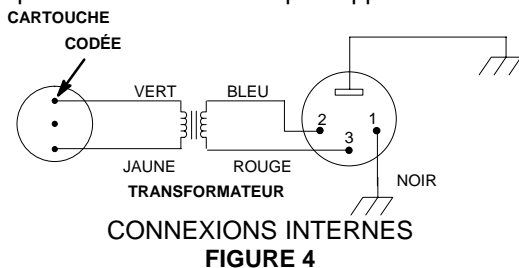 CARTOUCHE
CODÉE
VERT
BLEU
2
1
3
JAUNE
ROUGE
NOIR
TRANSFORMATEUR
CONNEXIONS INTERNES
FIGURE 4